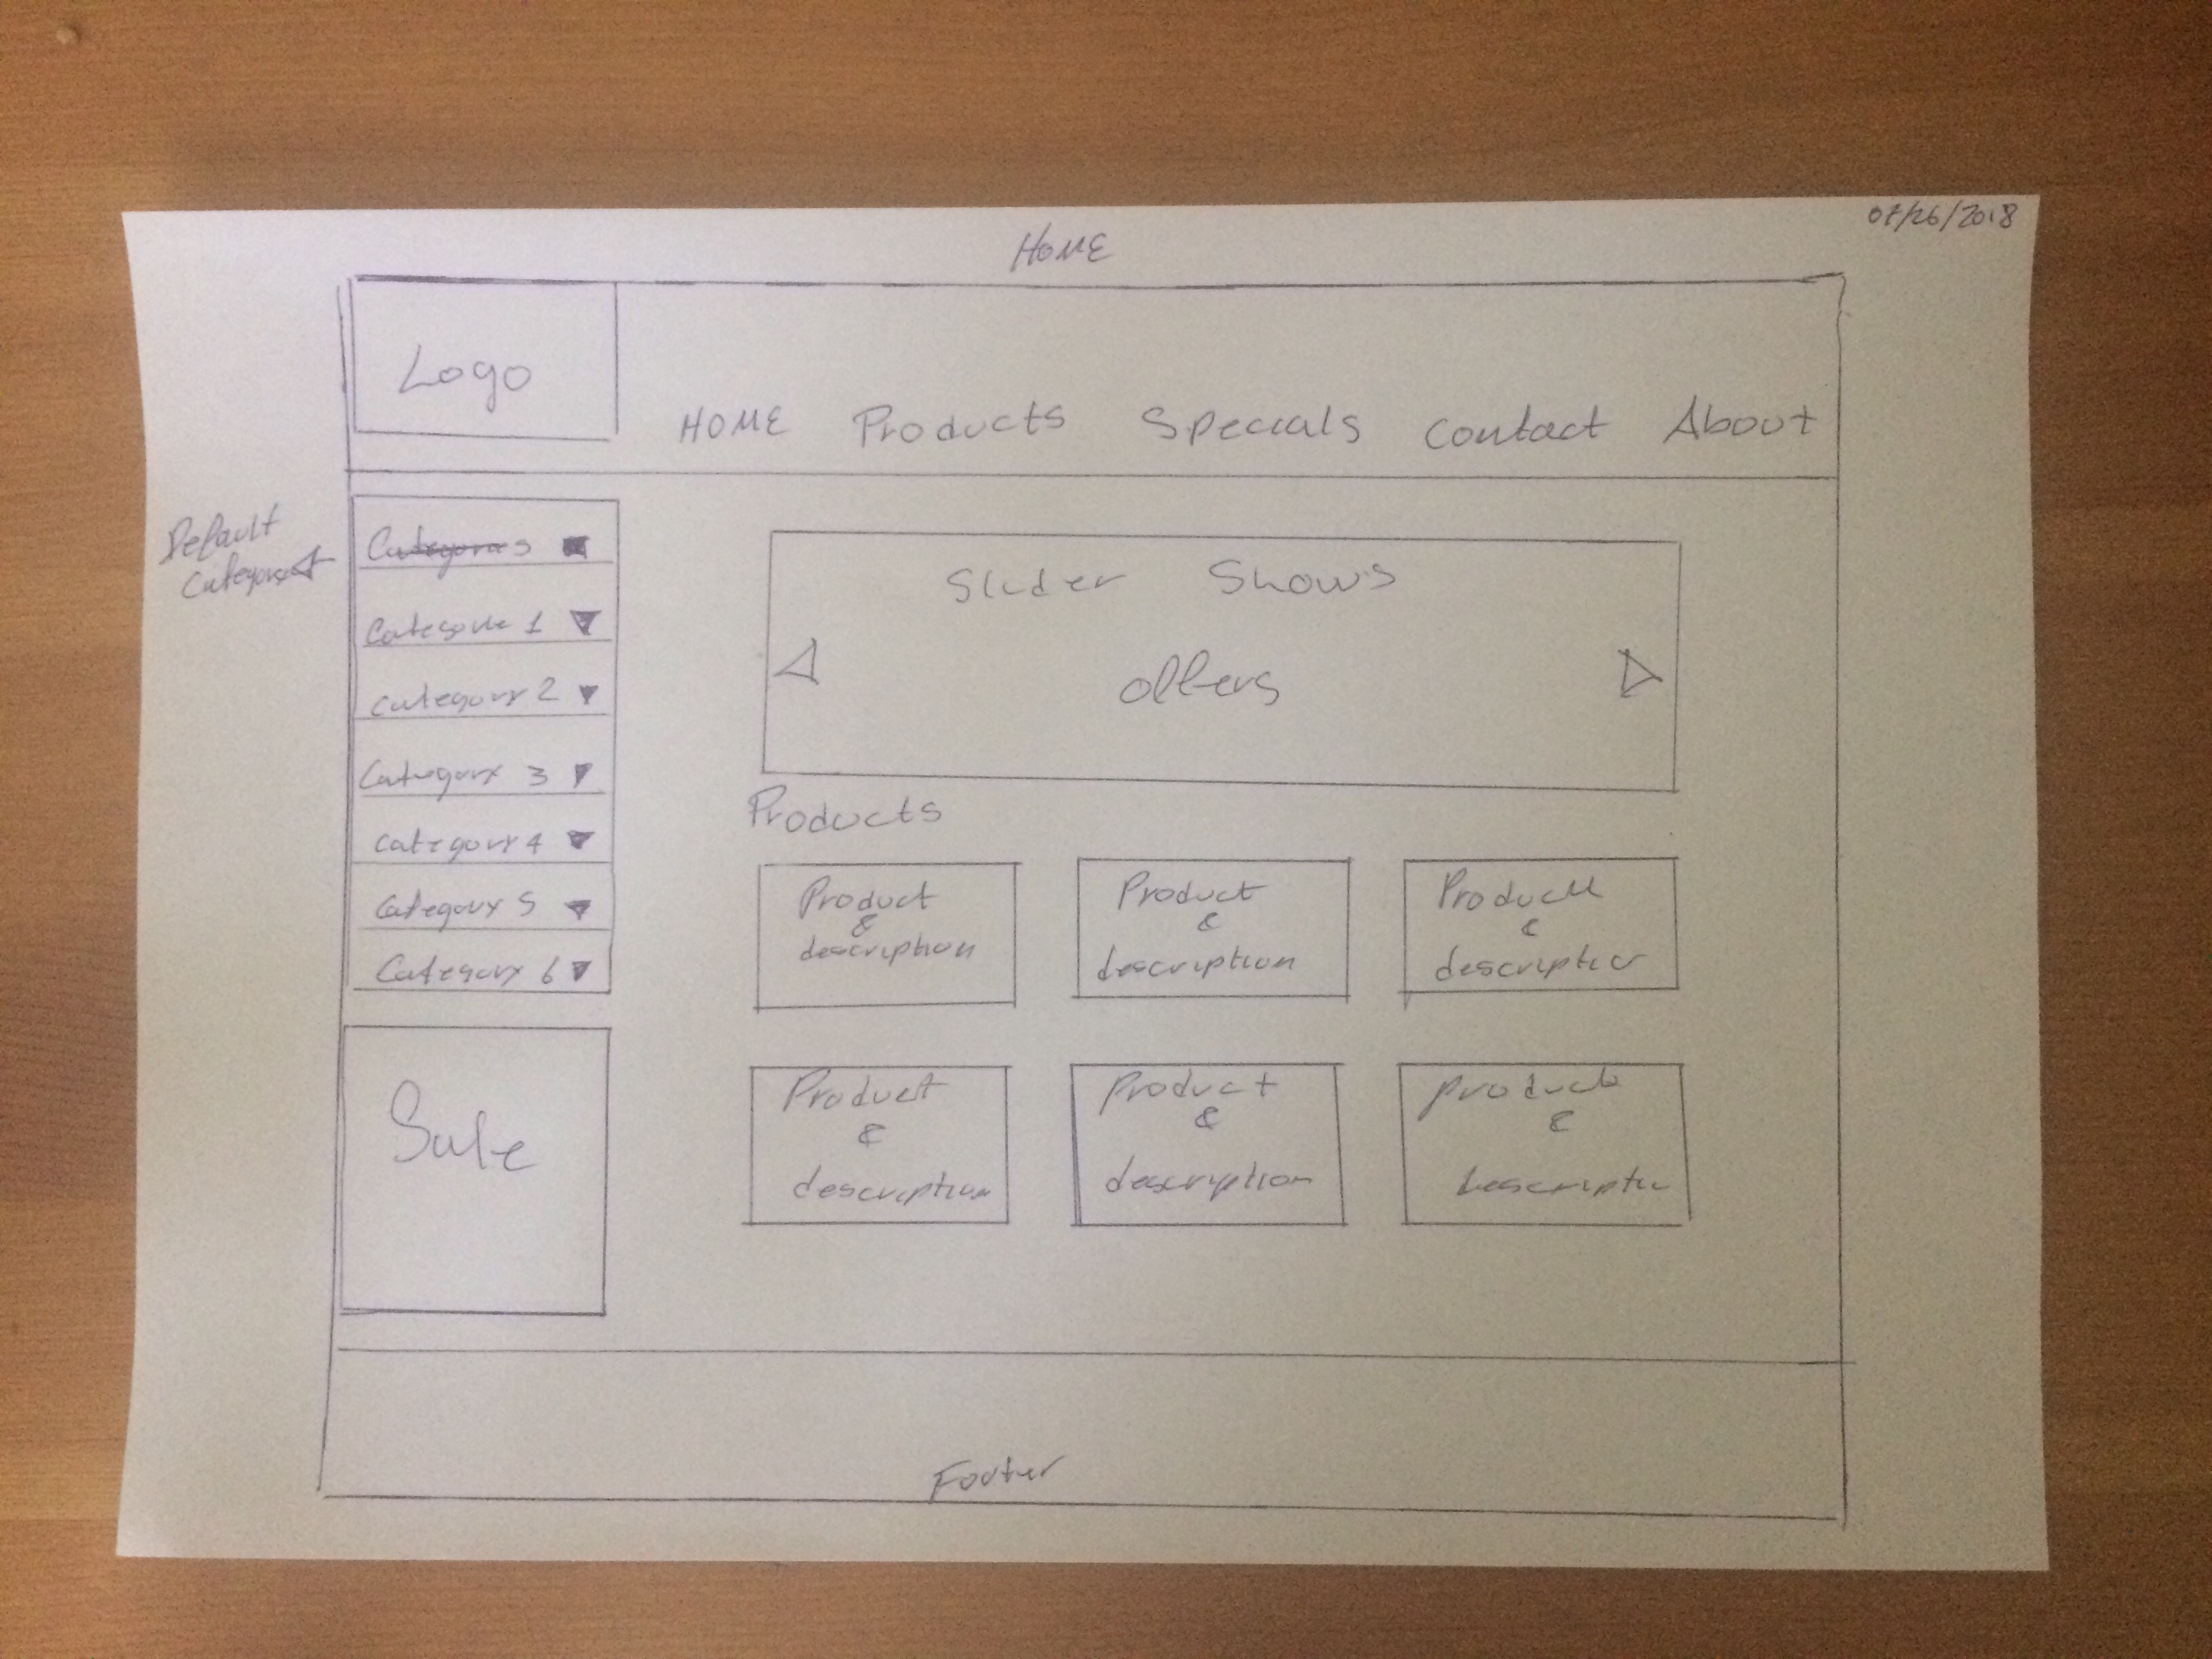 07/26/2018
HOME
Logo
HOME Products Specials Contact About
Default
Category
Categories
Category 1
Category 2
Category 3
Category 4
Category 5
Category 6
Sale
Slider Shows
offers
Products
Product
&
description
Product
&
description
Product
&
description
Product
&
description
Product
&
description
product
&
descriptio
Footer